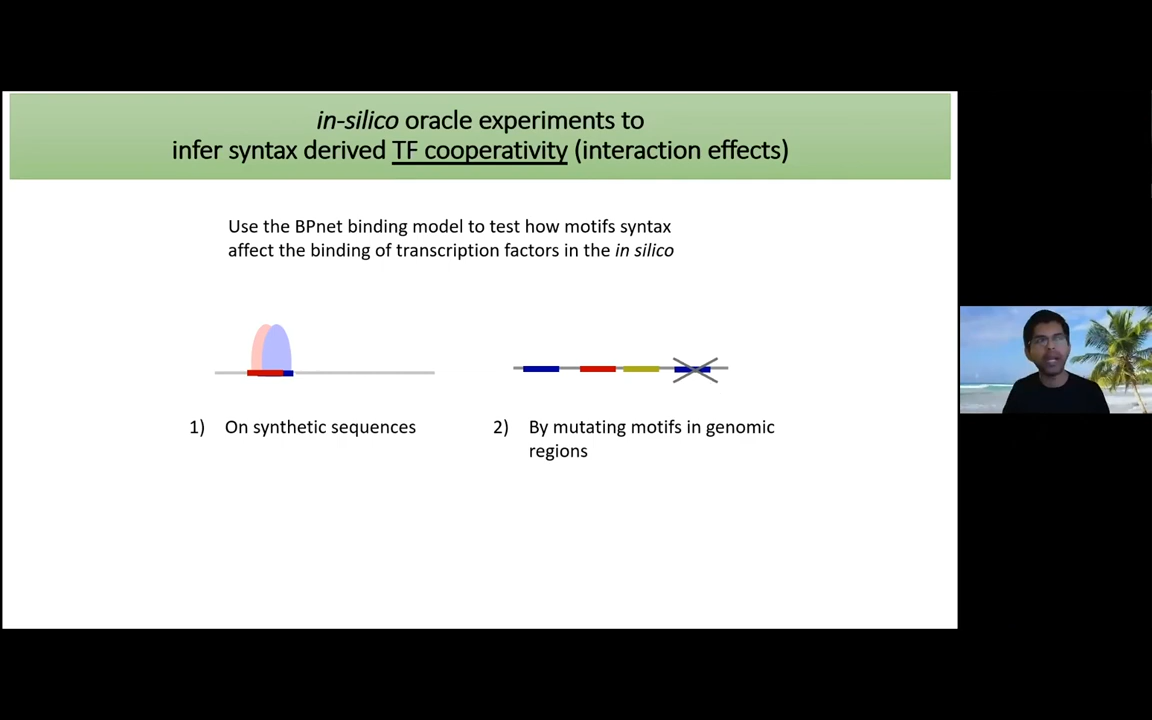 in-silico oracle experiments to
infer syntax derived TF cooperativity (interaction effects)
Use the BPnet binding model to test how motifs syntax
affect the binding of transcription factors in the in silico
1) On synthetic sequences
2) By mutating motifs in genomic
regions